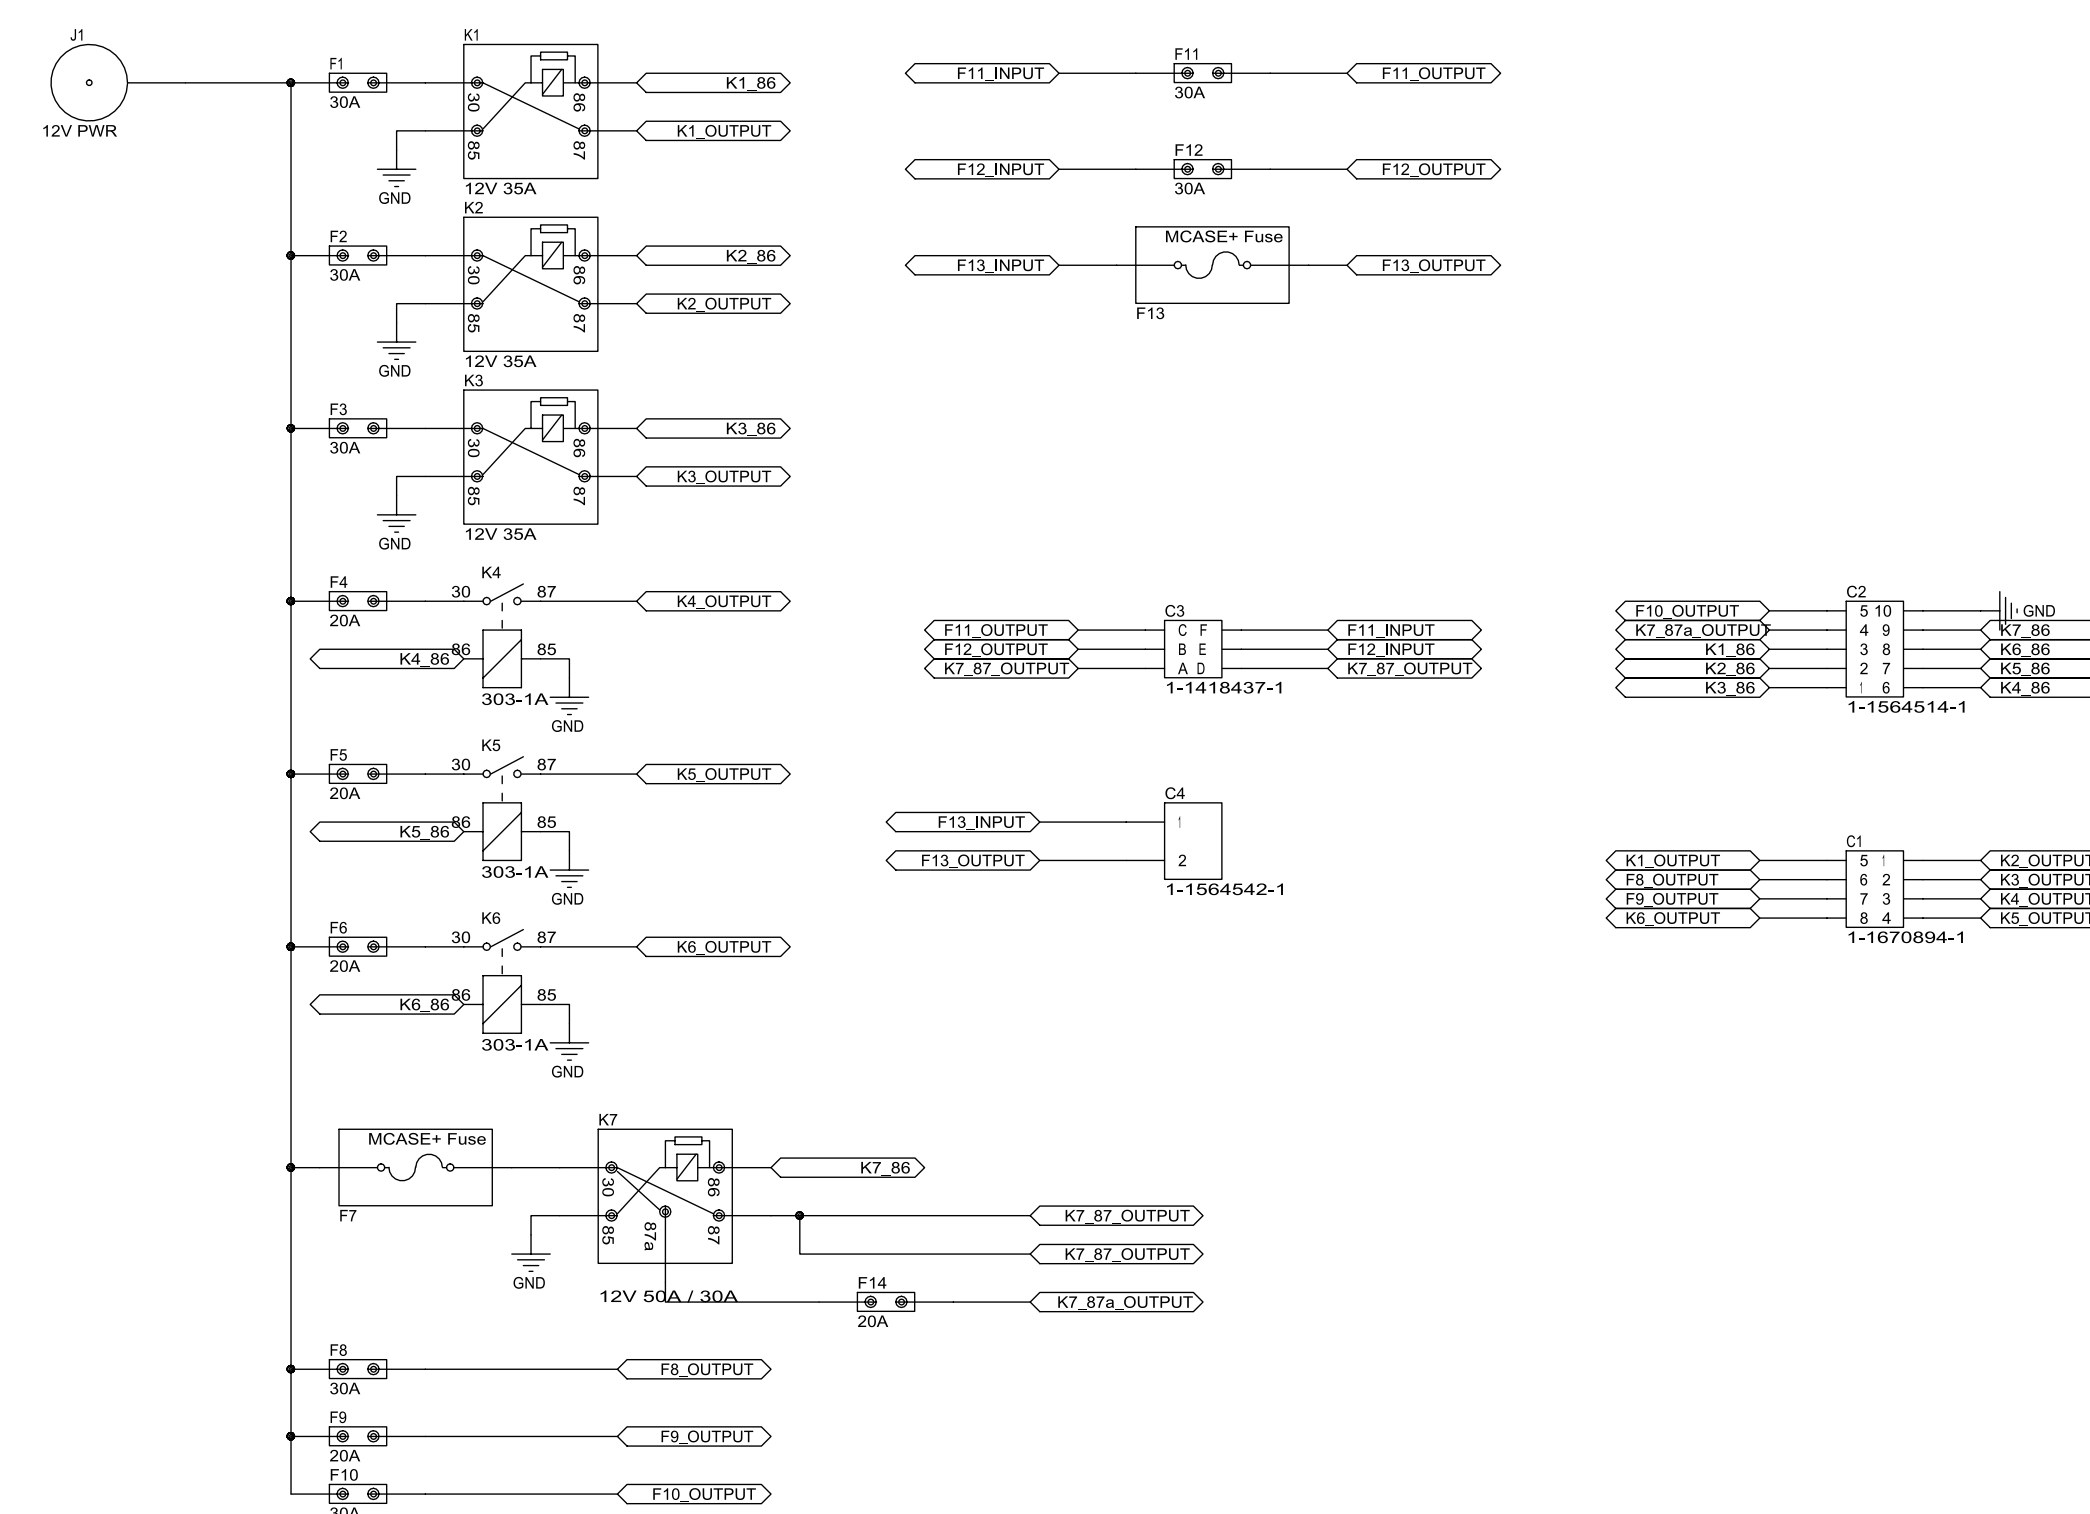 J1
12V PWR
F1
30A
K1
30
86
85
87
K1_86
K1_OUTPUT
GND
12V 35A
F2
30A
K2
30
86
85
87
K2_86
K2_OUTPUT
GND
12V 35A
F3
30A
K3
30
86
85
87
K3_86
K3_OUTPUT
GND
12V 35A
F4
20A
K4
30
87
K4_OUTPUT
K4_86
86
85
303-1A
GND
F5
20A
K5
30
87
K5_OUTPUT
K5_86
86
85
303-1A
GND
F6
20A
K6
30
87
K6_OUTPUT
K6_86
86
85
303-1A
GND
MCASE+ Fuse
F7
K7
30
86
85
87a
87
K7_86
K7_87_OUTPUT
K7_87_OUTPUT
GND
12V 50A / 30A
F14
20A
K7_87a_OUTPUT
F8
30A
F8_OUTPUT
F9
20A
F9_OUTPUT
F10
30A
F10_OUTPUT
F11_INPUT
F11
30A
F11_OUTPUT
F12_INPUT
F12
30A
F12_OUTPUT
F13_INPUT
MCASE+ Fuse
F13
F13_OUTPUT
C3
F11_OUTPUT C F F11_INPUT
F12_OUTPUT B E F12_INPUT
K7_87_OUTPUT A D K7_87_OUTPUT
1-1418437-1
C4
F13_INPUT 1
F13_OUTPUT 2
1-1564542-1
C2
F10_OUTPUT 5 10 GND
K7_87a_OUTPUT 4 9 K7_86
K1_86 3 8 K6_86
K2_86 2 7 K5_86
K3_86 1 6 K4_86
1-1564514-1
C1
K1_OUTPUT 5 1 K2_OUTPUT
F8_OUTPUT 6 2 K3_OUTPUT
F9_OUTPUT 7 3 K4_OUTPUT
K6_OUTPUT 8 4 K5_OUTPUT
1-1670894-1